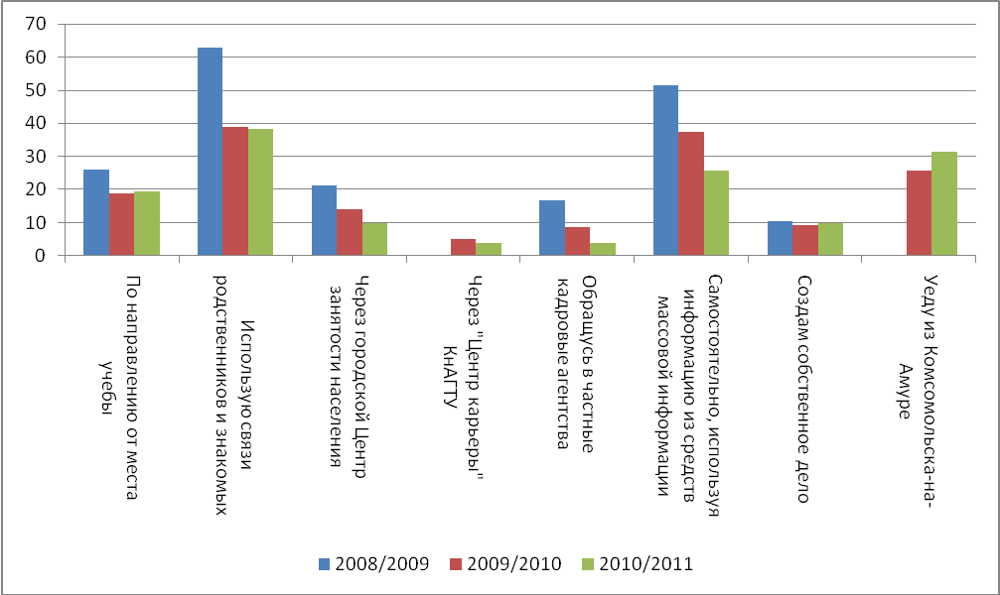 70
60
50
40
30
20
10
0
По направлению от места
учебы
Использую связи
родственников и знакомых
Через городской Центр
занятости населения
Через "Центр карьеры"
КнАГТУ
Обращусь в частные
кадровые агентства
Самостоятельно, используя
информацию из средств
массовой информации
Создам собственное дело
Уеду из Комсомольска-на-
Амуре
2008/2009 2009/2010 2010/2011